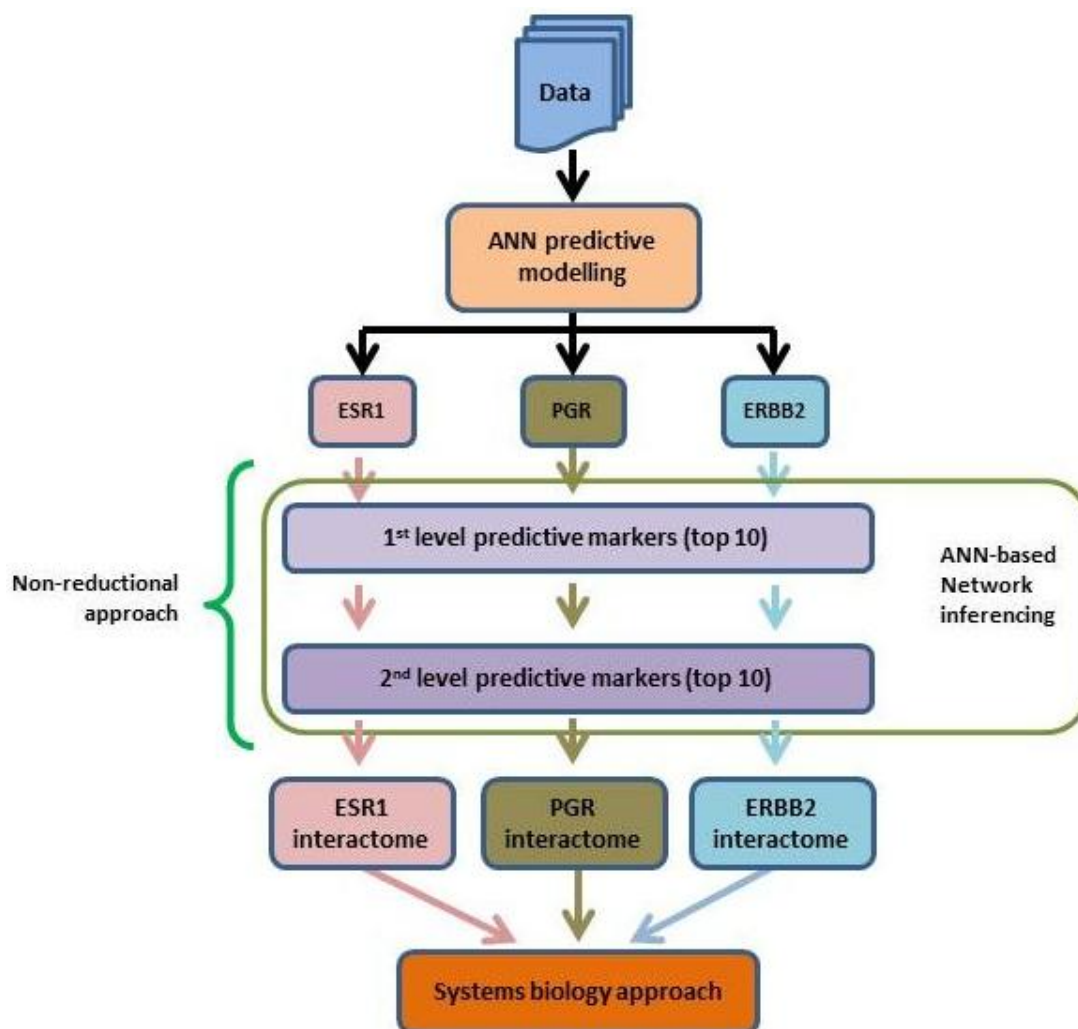 Data
ANN predictive
modelling
ESR1
PGR
ERBB2
1st level predictive markers (top 10)
Non-reductional
approach
ANN-based
Network
inferencing
2nd level predictive markers (top 10)
ESR1
interactome
PGR
interactome
ERBB2
interactome
Systems biology approach